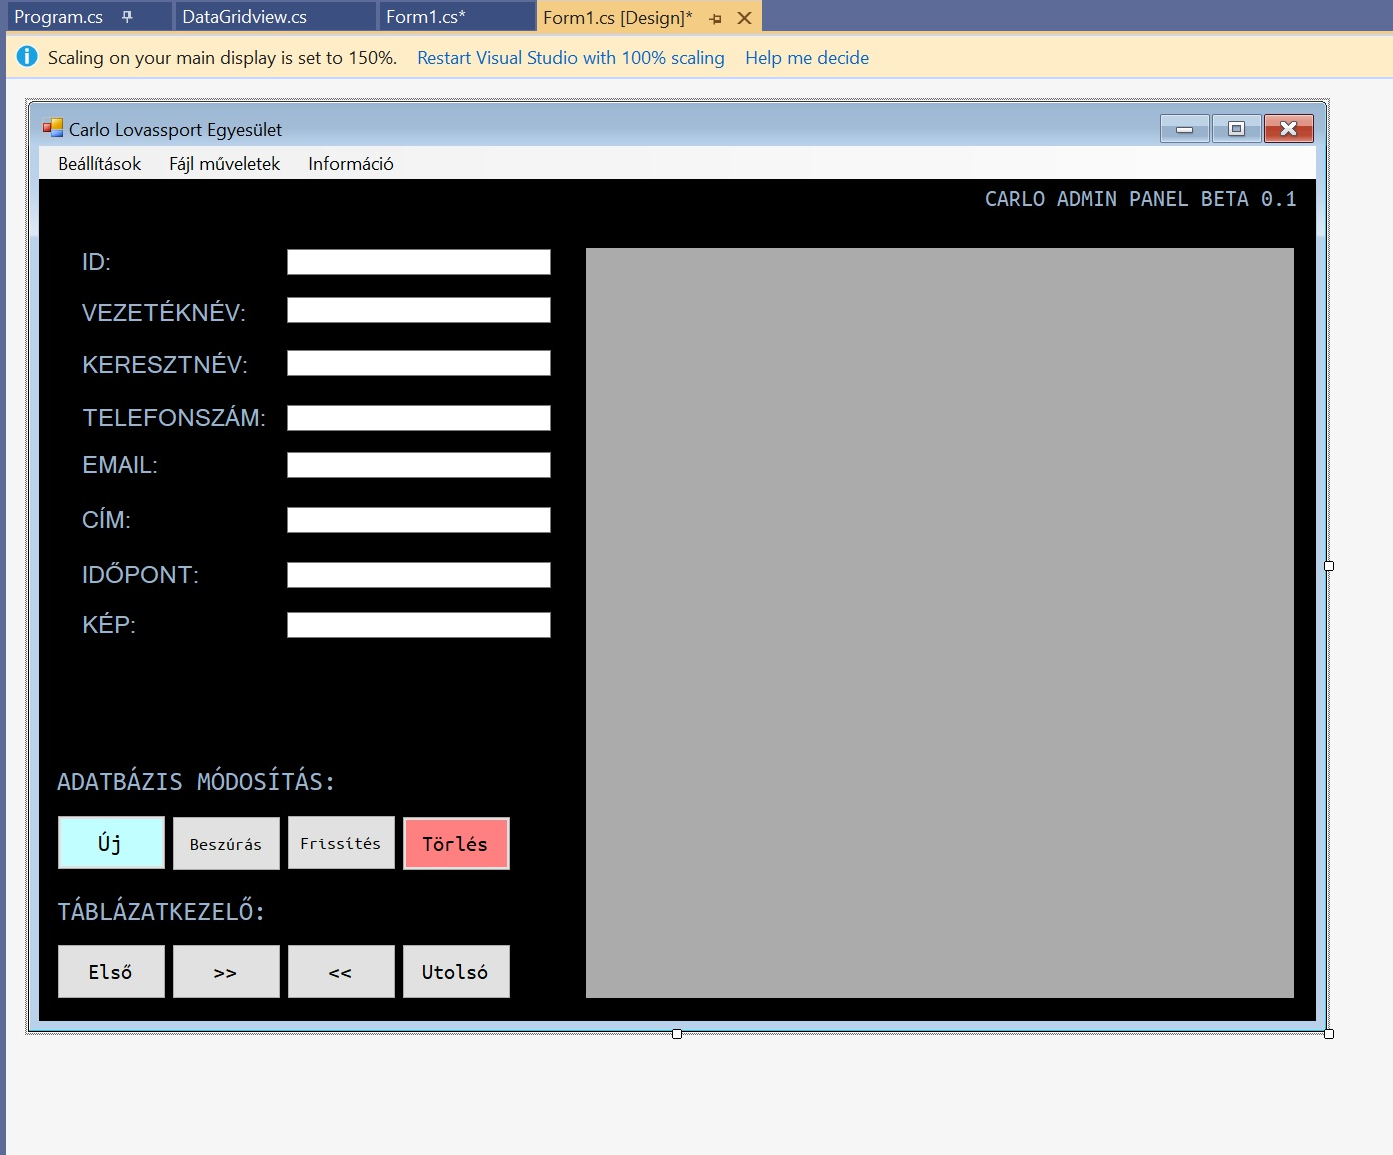 Program.cs DataGridview.cs Form1.cs* Form1.cs [Design]*
Scaling on your main display is set to 150%. Restart Visual Studio with 100% scaling Help me decide
Carlo Lovassport Egyesület
Beállítások Fájl műveletek Információ
CARLO ADMIN PANEL BETA 0.1
ID:
VEZETÉKNÉV:
KERESZTNÉV:
TELEFONSZÁM:
EMAIL:
CÍM:
IDŐPONT:
KÉP:
ADATBÁZIS MÓDOSÍTÁS:
Új Beszúrás Frissítés Törlés
TÁBLÁZATKEZELŐ:
Első >> << Utolsó